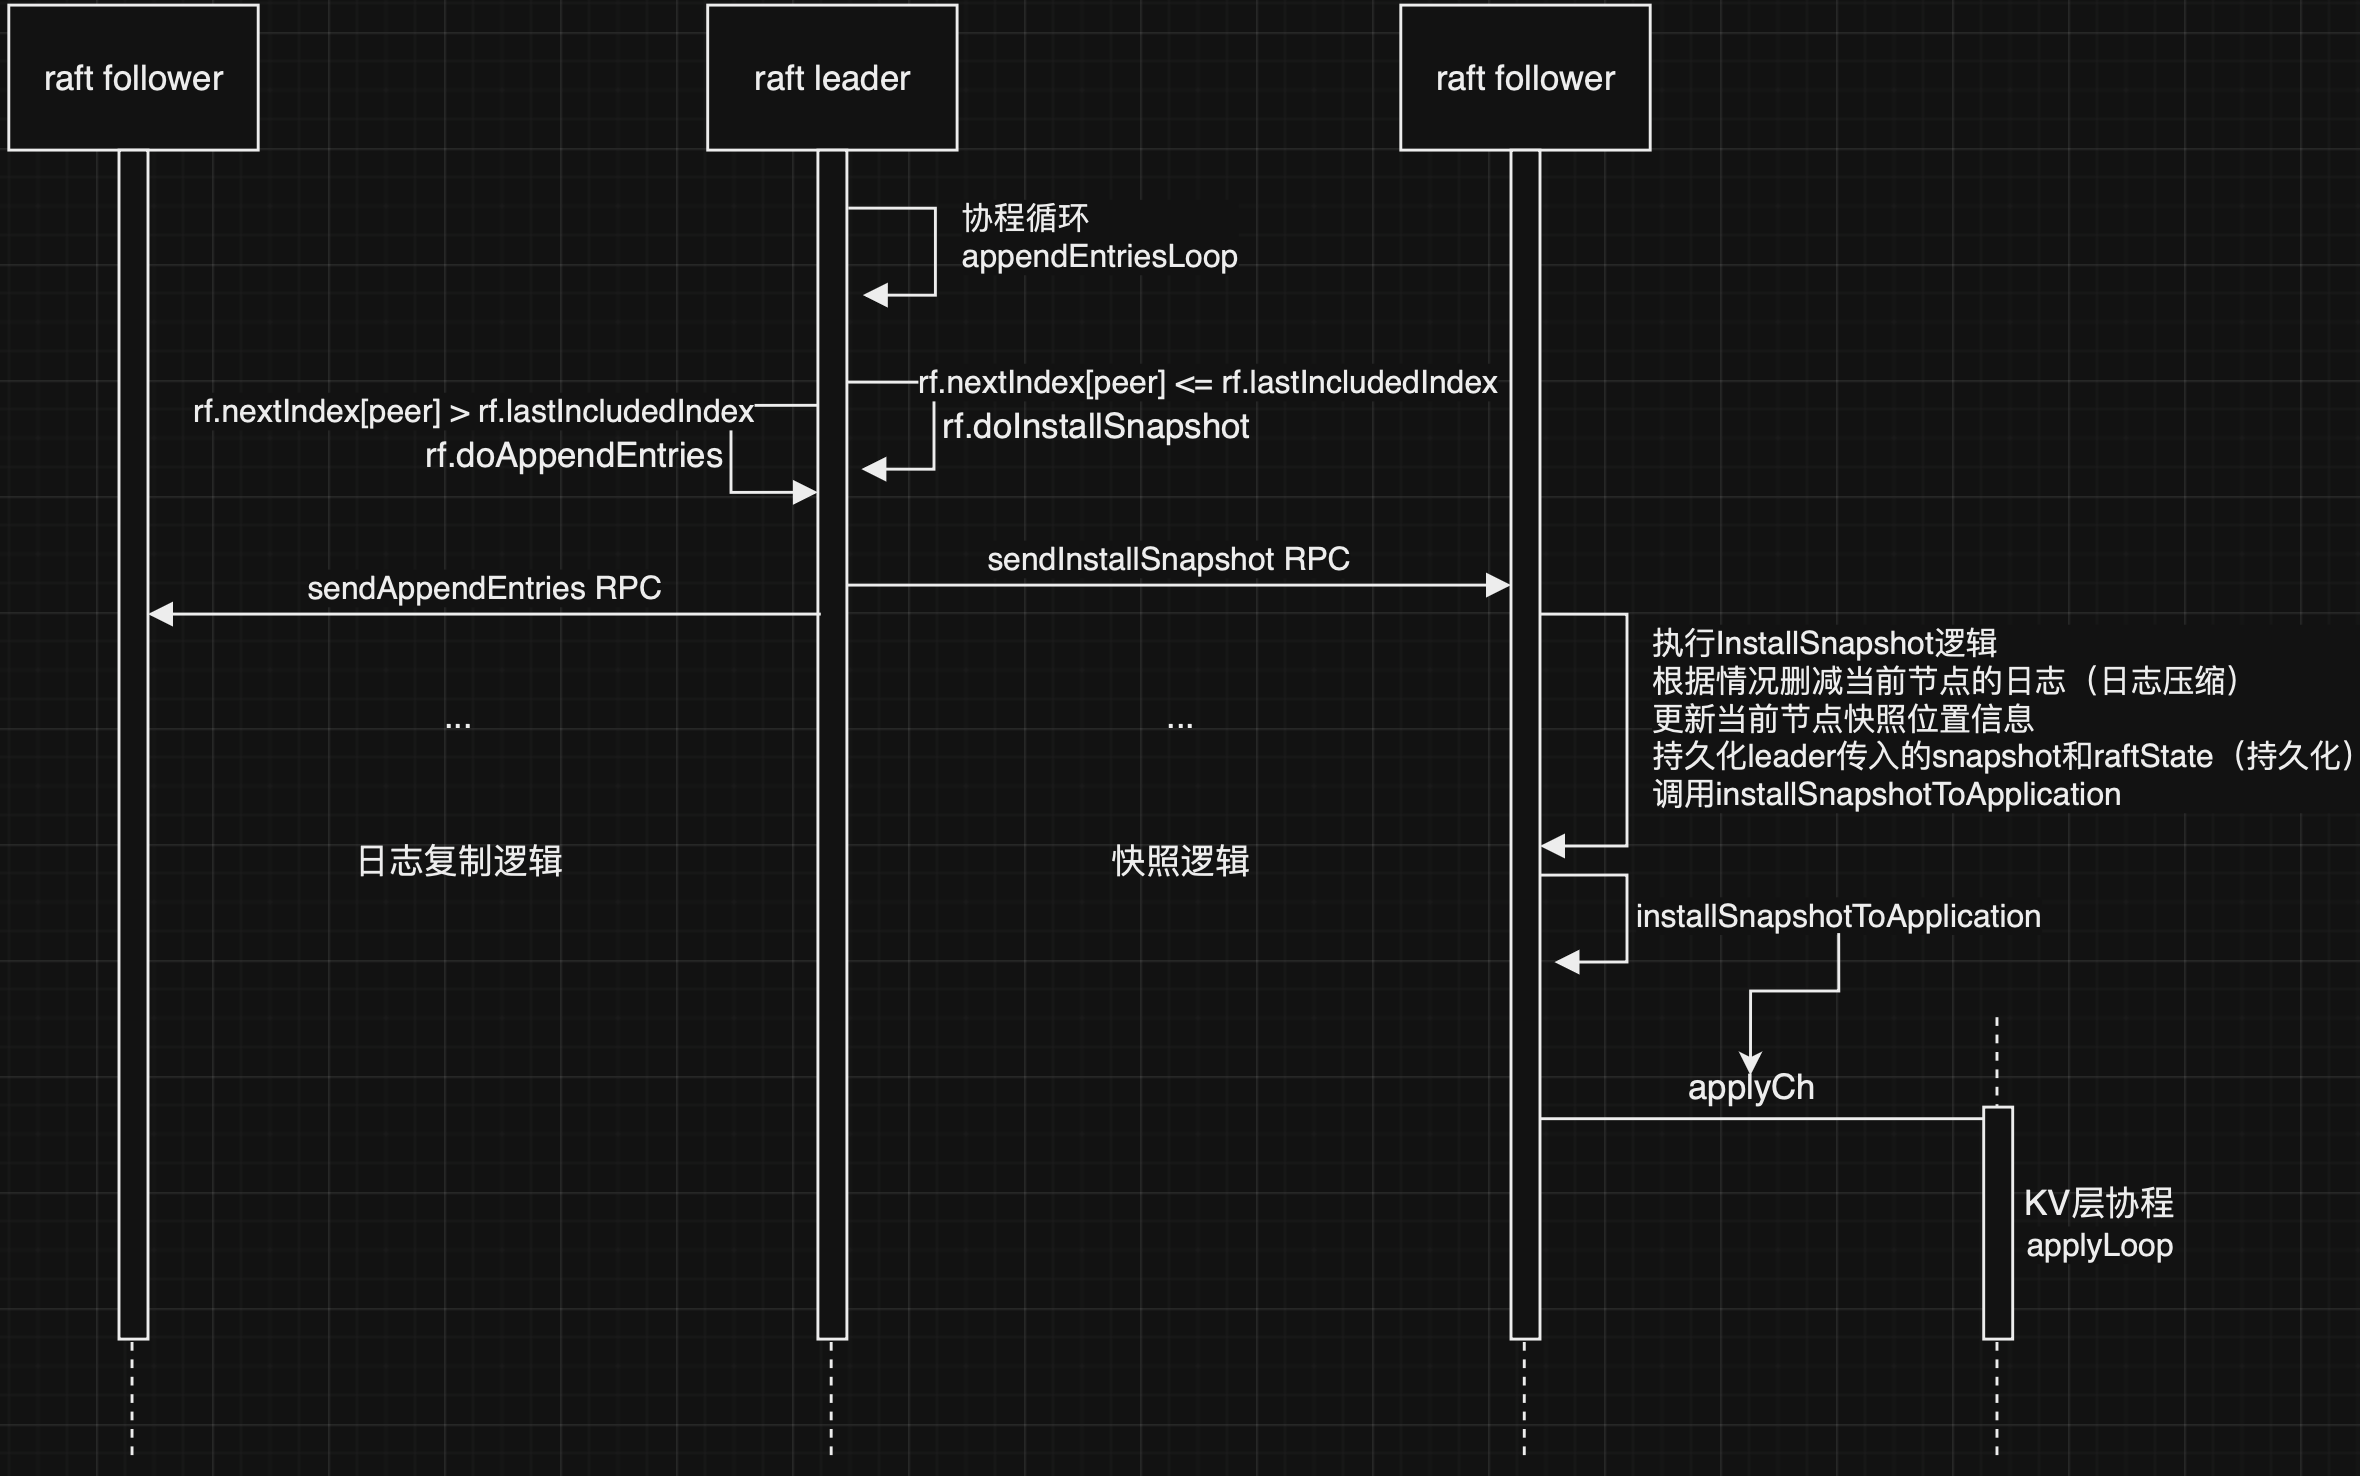 raft follower
raft leader
raft follower
协程循环
appendEntriesLoop
rf.nextIndex[peer] <= rf.lastIncludedIndex
rf.doInstallSnapshot
rf.nextIndex[peer] > rf.lastIncludedIndex
rf.doAppendEntries
sendInstallSnapshot RPC
sendAppendEntries RPC
执行InstallSnapshot逻辑
根据情况删减当前节点的日志（日志压缩）
更新当前节点快照位置信息
持久化leader传入的snapshot和raftState（持久化）
调用installSnapshotToApplication
...
...
日志复制逻辑
快照逻辑
installSnapshotToApplication
applyCh
KV层协程
applyLoop